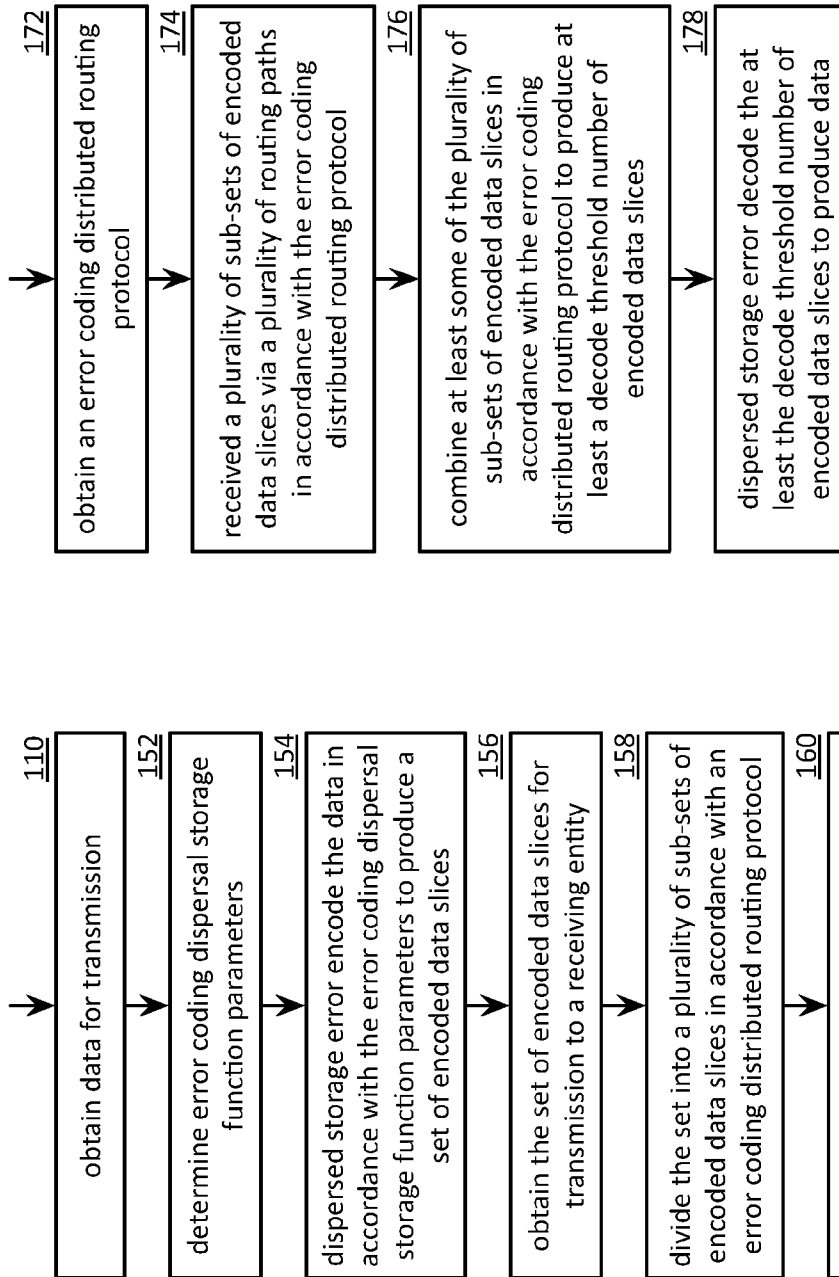 110
obtain data for transmission
152
determine error coding dispersal storage
function parameters
154
dispersed storage error encode the data in
accordance with the error coding dispersal
storage function parameters to produce a
set of encoded data slices
156
obtain the set of encoded data slices for
transmission to a receiving entity
158
divide the set into a plurality of sub-sets of
encoded data slices in accordance with an
error coding distributed routing protocol
160
172
obtain an error coding distributed routing
protocol
174
received a plurality of sub-sets of encoded
data slices via a plurality of routing paths
in accordance with the error coding
distributed routing protocol
176
combine at least some of the plurality of
sub-sets of encoded data slices in
accordance with the error coding
distributed routing protocol to produce at
least a decode threshold number of
encoded data slices
178
dispersed storage error decode the at
least the decode threshold number of
encoded data slices to produce data